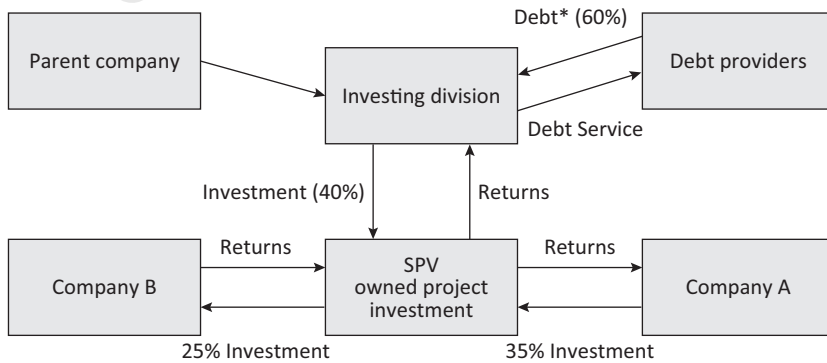 Debt* (60%)
Parent company
Investing division
Debt providers
Debt Service
Investment (40%)
Returns
Returns
Returns
Company B
SPV
owned project
investment
Company A
25% Investment
35% Investment